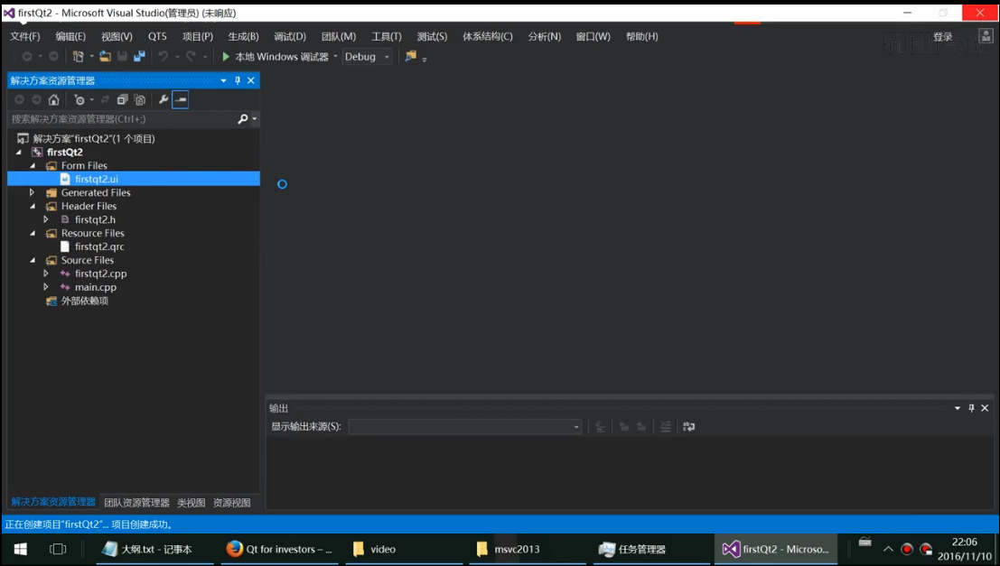 firstQt2 - Microsoft Visual Studio(管理员) (未响应)
文件(F) 编辑(E) 视图(V) QT5 项目(P) 生成(B) 调试(D) 团队(M) 工具(T) 测试(S) 体系结构(C) 分析(N) 窗口(W) 帮助(H) 登录
本地 Windows 调试器 Debug
解决方案资源管理器
搜索解决方案资源管理器(Ctrl+;)
解决方案"firstQt2"(1 个项目)
firstQt2
Form Files
firstqt2.ui
Generated Files
Header Files
firstqt2.h
Resource Files
firstqt2.qrc
Source Files
firstqt2.cpp
main.cpp
外部依赖项
输出
显示输出来源(S):
解决方案资源管理器 团队资源管理器 类视图 资源视图
正在创建项目"firstQt2"... 项目创建成功。
大纲.txt - 记事本 Qt for investors – ... video msvc2013 任务管理器 firstQt2 - Microso... 22:06
2016/11/10